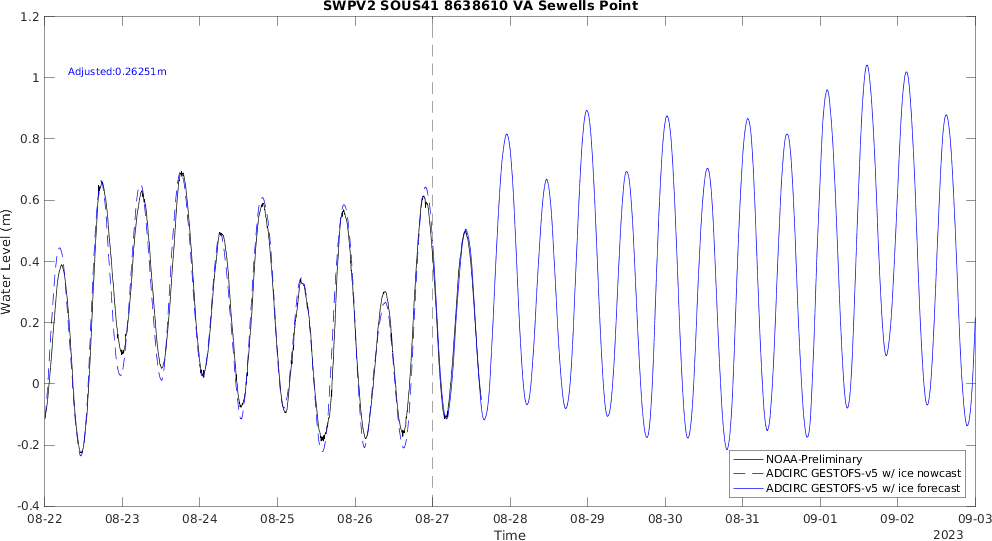 SWPV2 SOUS41 8638610 VA Sewells Point
1.2
1
0.8
0.6
0.4
0.2
0
-0.2
-0.4
Water Level (m)
Adjusted:0.26251m
NOAA-Preliminary
ADCIRC GESTOFS-v5 w/ ice nowcast
ADCIRC GESTOFS-v5 w/ ice forecast
08-22 08-23 08-24 08-25 08-26 08-27 08-28 08-29 08-30 08-31 09-01 09-02 09-03
Time
2023